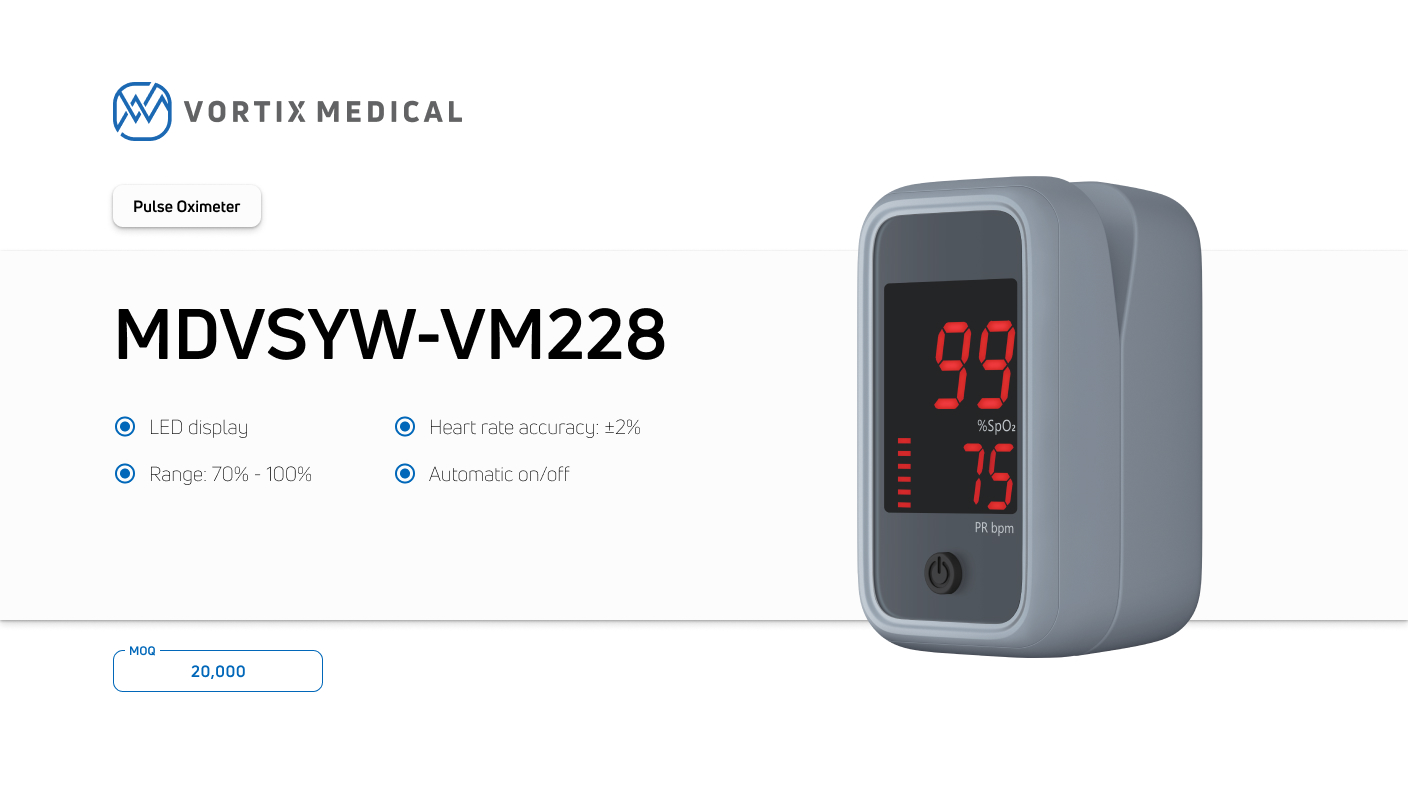 VORTIX MEDICAL
Pulse Oximeter
MDVSYW-VM228
LED display
Heart rate accuracy: ±2%
Range: 70% - 100%
Automatic on/off
99
%SpO₂
75
PR bpm
MOQ
20,000